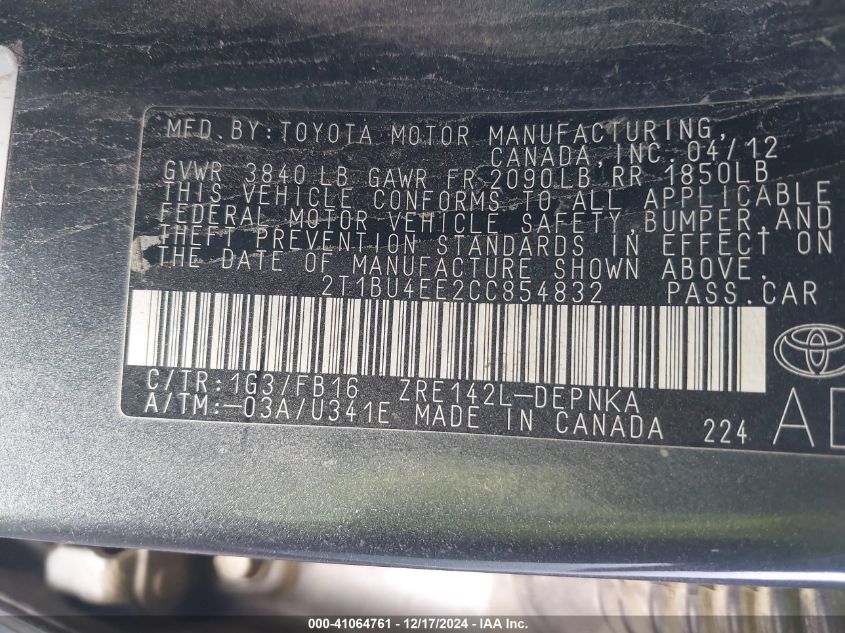 MFD. BY: TOYOTA MOTOR MANUFACTURING,
CANADA, INC. 04/12
GVWR 3840 LB GAWR FR 2090LB RR 1850LB
THIS VEHICLE CONFORMS TO ALL APPLICABLE
FEDERAL MOTOR VEHICLE SAFETY, BUMPER, AND
THEFT PREVENTION STANDARDS IN EFFECT ON
THE DATE OF MANUFACTURE SHOWN ABOVE.
2T1BU4EE2CC854832 PASS.CAR
C/TR: 1G3/FB16 ZRE142L-DEPNKA
A/TM: -03A/U341E MADE IN CANADA 224
000-41064761 - 12/17/2024 - IAA Inc.